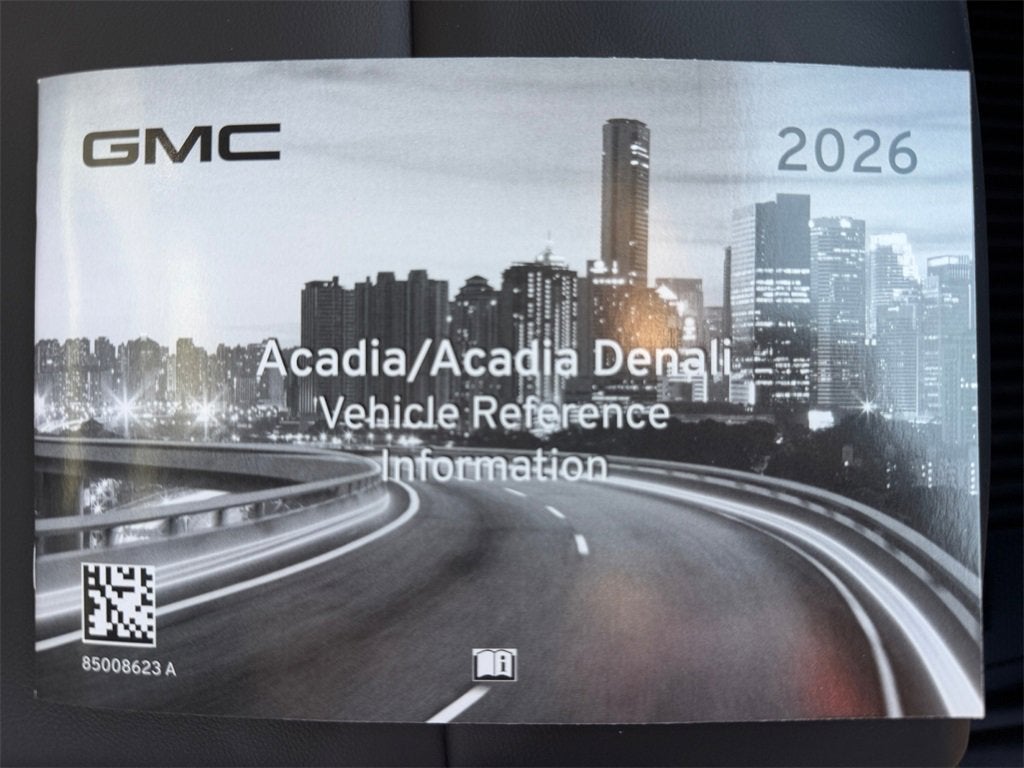 GMC
2026
Acadia/Acadia Denali
Vehicle Reference
Information
85008623 A
i